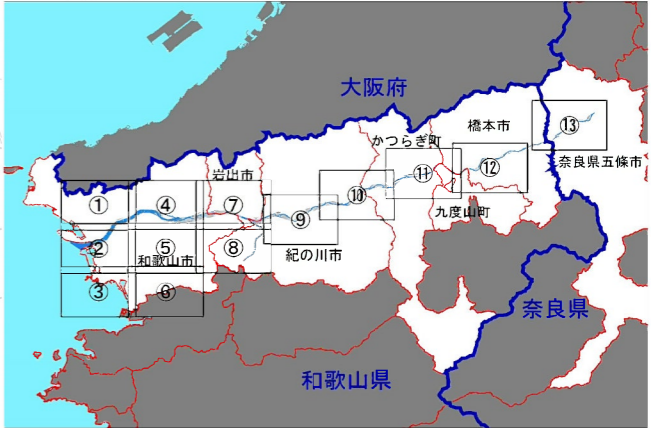 大阪府
橋本市
⑬
かつらぎ町
奈良県五條市
岩出市
⑪
⑫
⑩
①
④
⑦
⑨
九度山町
②
⑤
⑧
和歌山市
紀の川市
③
⑥
奈良県
和歌山県